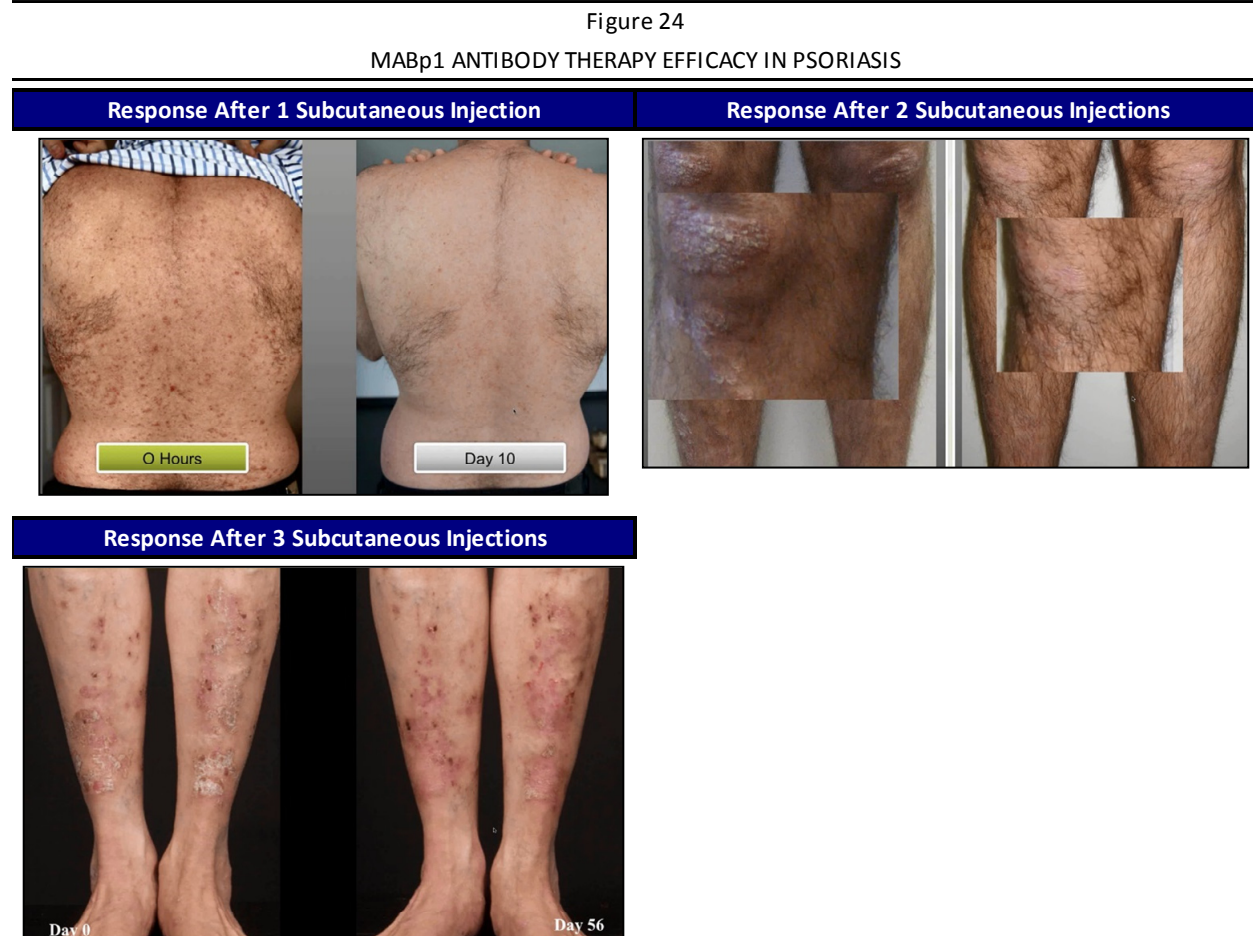 Figure 24
MABp1 ANTIBODY THERAPY EFFICACY IN PSORIASIS
Response After 1 Subcutaneous Injection
Response After 2 Subcutaneous Injections
O Hours
Day 10
Response After 3 Subcutaneous Injections
Day 0
Day 56